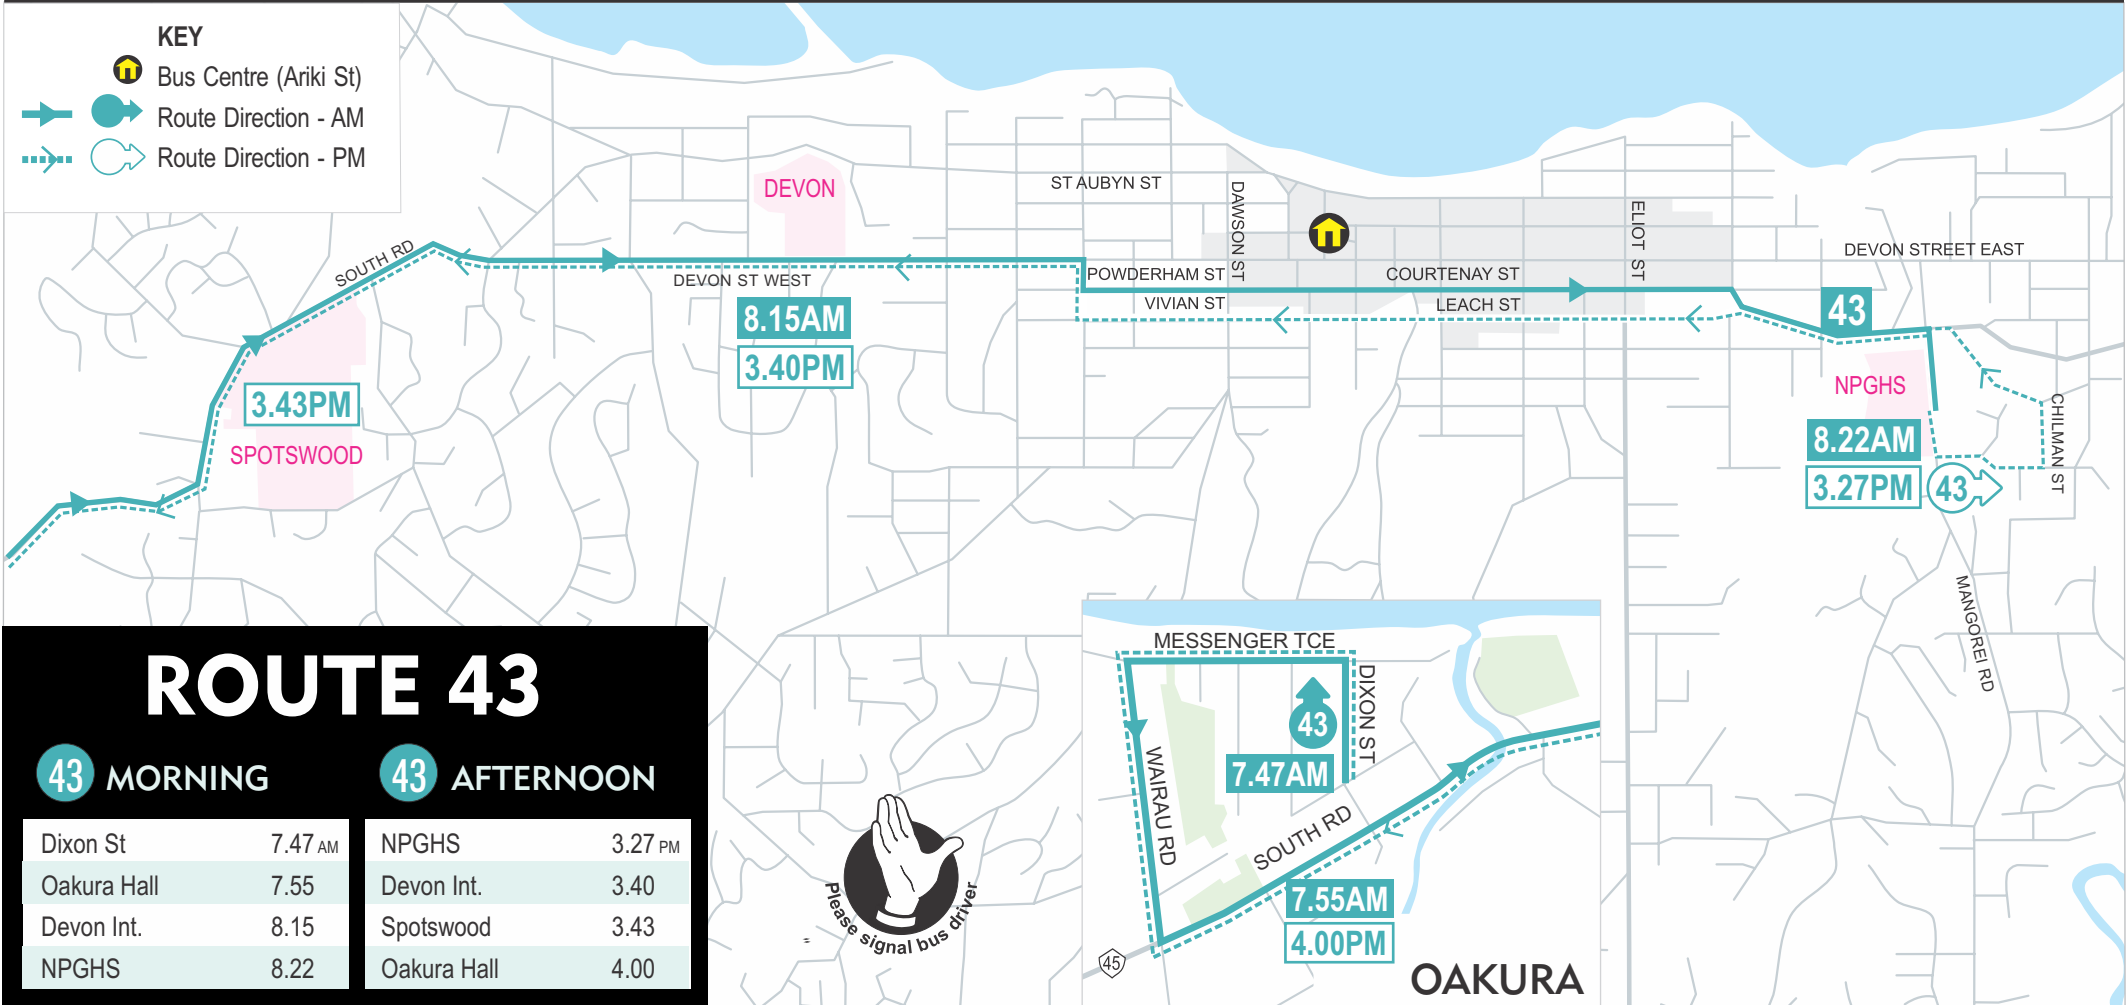 KEY
Bus Centre (Ariki St)
Route Direction - AM
Route Direction - PM
DEVON
ST AUBYN ST
DAWSON ST
ELIOT ST
SOUTH RD
DEVON ST WEST
POWDERHAM ST
COURTENAY ST
VIVIAN ST
LEACH ST
DEVON STREET EAST
43
8.15AM
3.40PM
3.43PM
SPOTSWOOD
NPGHS
8.22AM
3.27PM
43
CHILMAN ST
MANGOREI RD
ROUTE 43
43 MORNING
Dixon St 7.47 AM
Oakura Hall 7.55
Devon Int. 8.15
NPGHS 8.22
43 AFTERNOON
NPGHS 3.27 PM
Devon Int. 3.40
Spotswood 3.43
Oakura Hall 4.00
Please signal bus driver
MESSENGER TCE
DIXON ST
43
7.47AM
WAIRAU RD
SOUTH RD
7.55AM
4.00PM
45
OAKURA